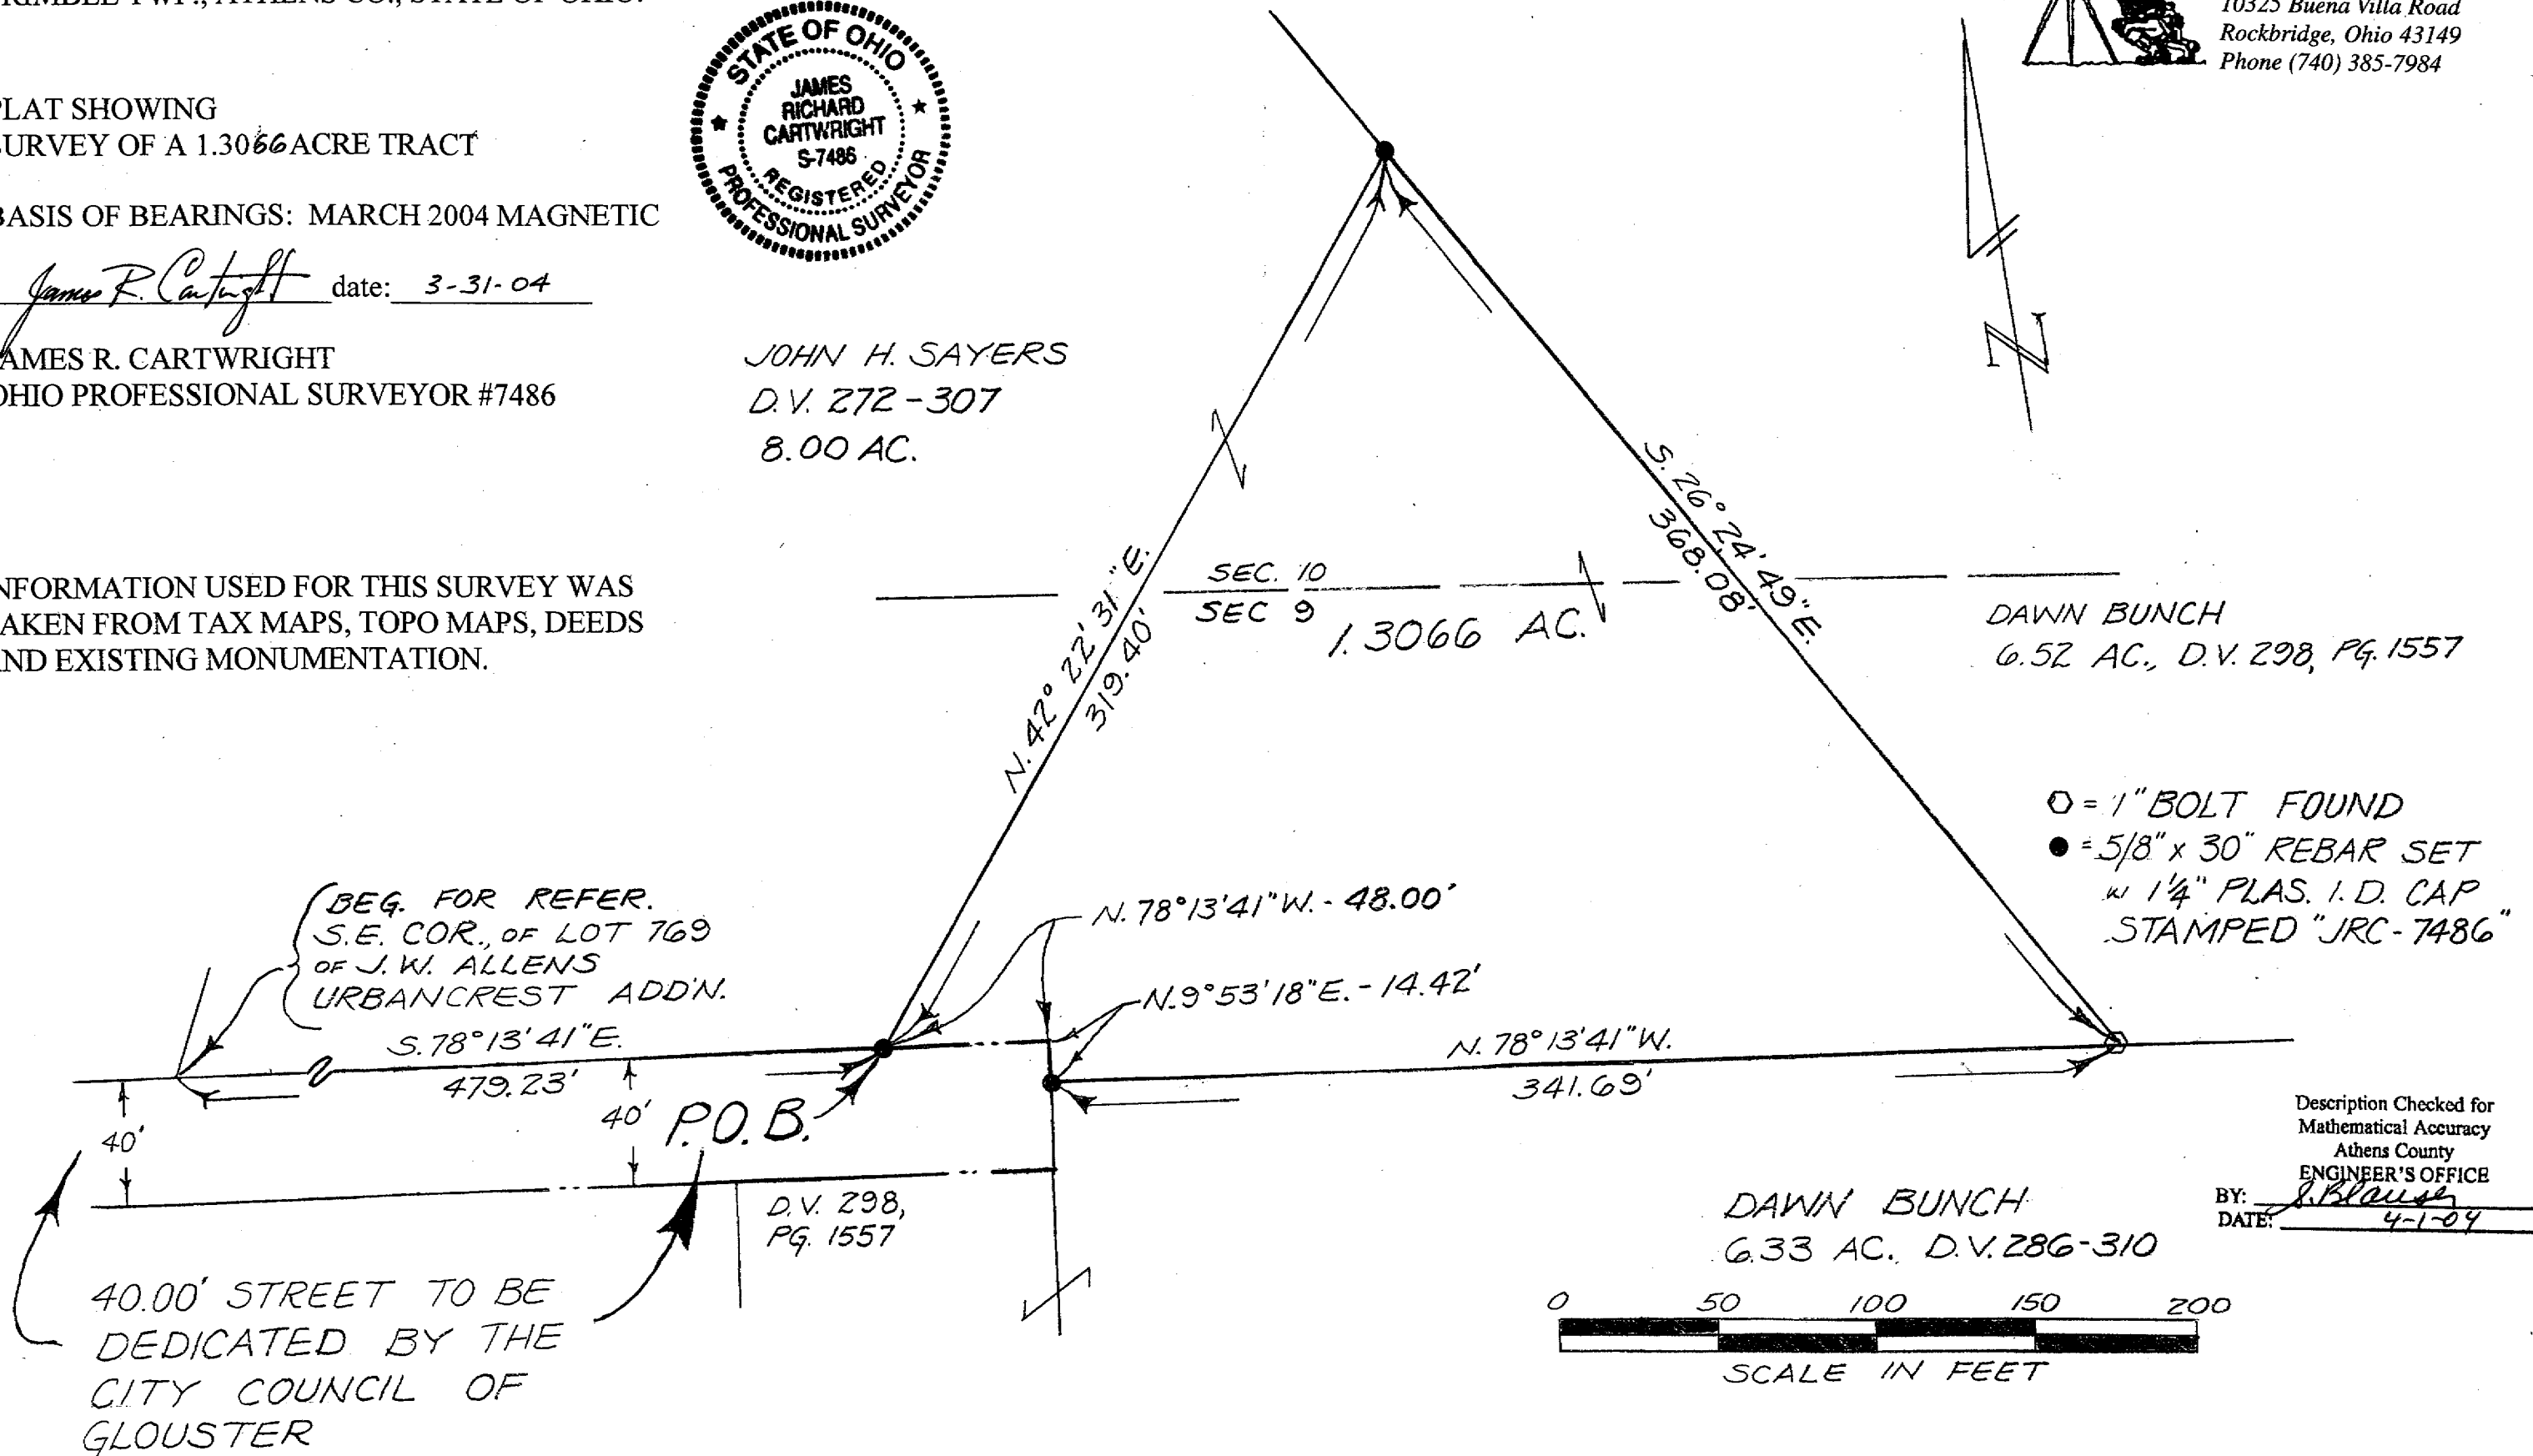 TRIMBLE TWP., ATHENS CO., STATE OF OHIO.
PLAT SHOWING
SURVEY OF A 1.3066 ACRE TRACT
BASIS OF BEARINGS: MARCH 2004 MAGNETIC
James R. Cartwright date: 3-31-04
JAMES R. CARTWRIGHT
OHIO PROFESSIONAL SURVEYOR #7486
INFORMATION USED FOR THIS SURVEY WAS
TAKEN FROM TAX MAPS, TOPO MAPS, DEEDS
AND EXISTING MONUMENTATION.
STATE OF OHIO
JAMES
RICHARD
CARTWRIGHT
S-7486
REGISTERED
PROFESSIONAL SURVEYOR
10325 Buena Villa Road
Rockbridge, Ohio 43149
Phone (740) 385-7984
N
JOHN H. SAYERS
D.V. 272-307
8.00 AC.
N. 42° 22' 31" E.
319.40'
S. 26° 24' 49" E.
368.08'
SEC. 10
SEC 9
1.3066 AC.
DAWN BUNCH
6.52 AC., D.V. 298, PG. 1557
= 1" BOLT FOUND
= 5/8" x 30" REBAR SET
w 1¼" PLAS. I.D. CAP
STAMPED "JRC-7486"
BEG. FOR REFER.
S.E. COR., OF LOT 769
OF J.W. ALLENS
URBANCREST ADD'N.
S. 78° 13' 41" E.
479.23'
N. 78° 13' 41" W. - 48.00'
N. 9° 53' 18" E. - 14.42'
N. 78° 13' 41" W.
341.69'
40'
40'
P.O.B.
D.V. 298,
PG. 1557
40.00' STREET TO BE
DEDICATED BY THE
CITY COUNCIL OF
GLOUSTER
DAWN BUNCH
6.33 AC., D.V. 286-310
0 50 100 150 200
SCALE IN FEET
Description Checked for
Mathematical Accuracy
Athens County
ENGINEER'S OFFICE
BY: S. Blauser
DATE: 4-1-04